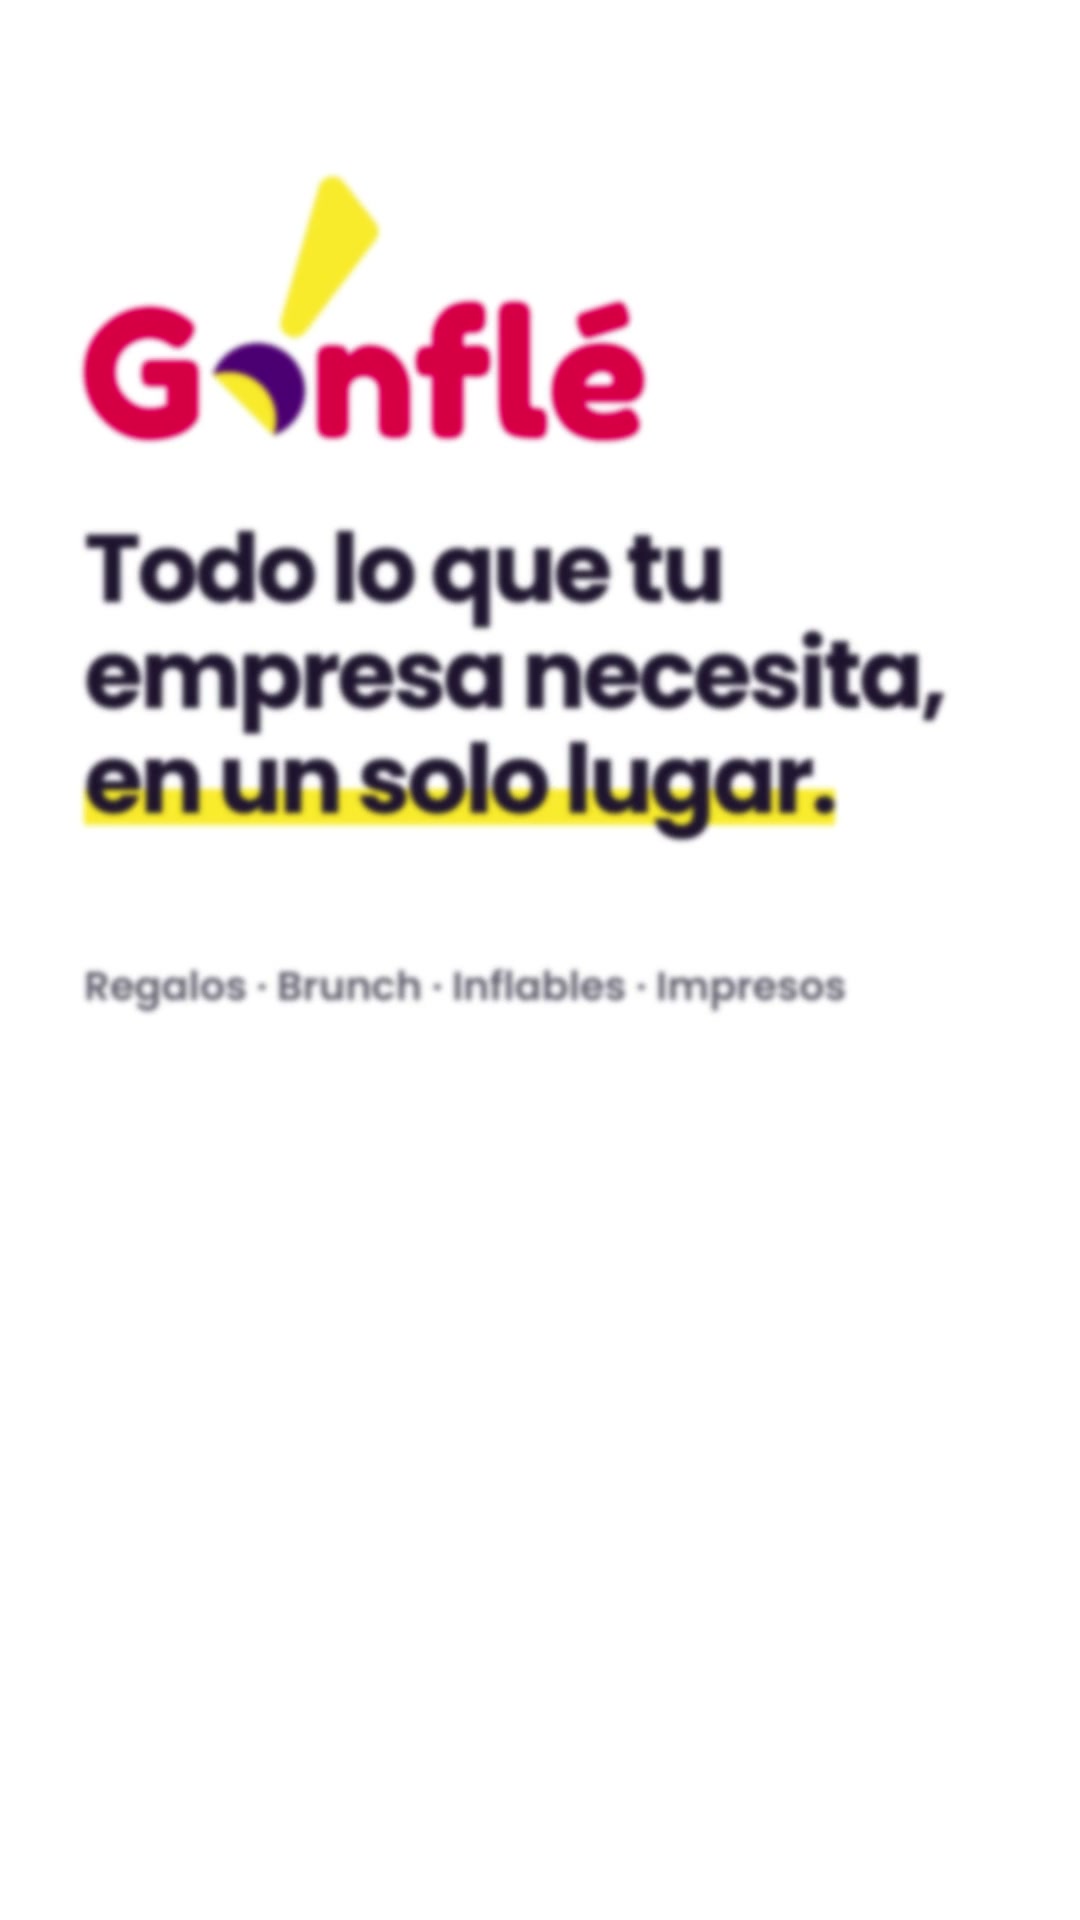 Gonflé
Todo lo que tu
empresa necesita,
en un solo lugar.
Regalos · Brunch · Inflables · Impresos